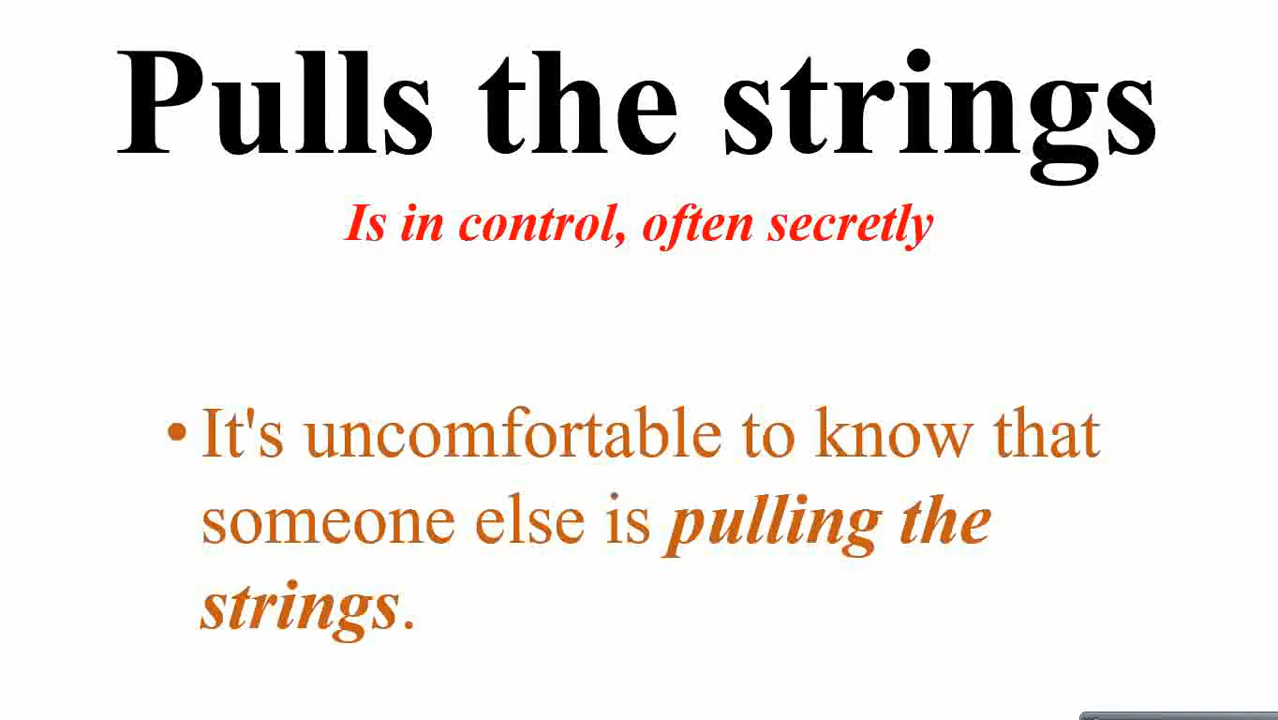 Pulls the strings
Is in control, often secretly
• It's uncomfortable to know that
someone else is pulling the
strings.